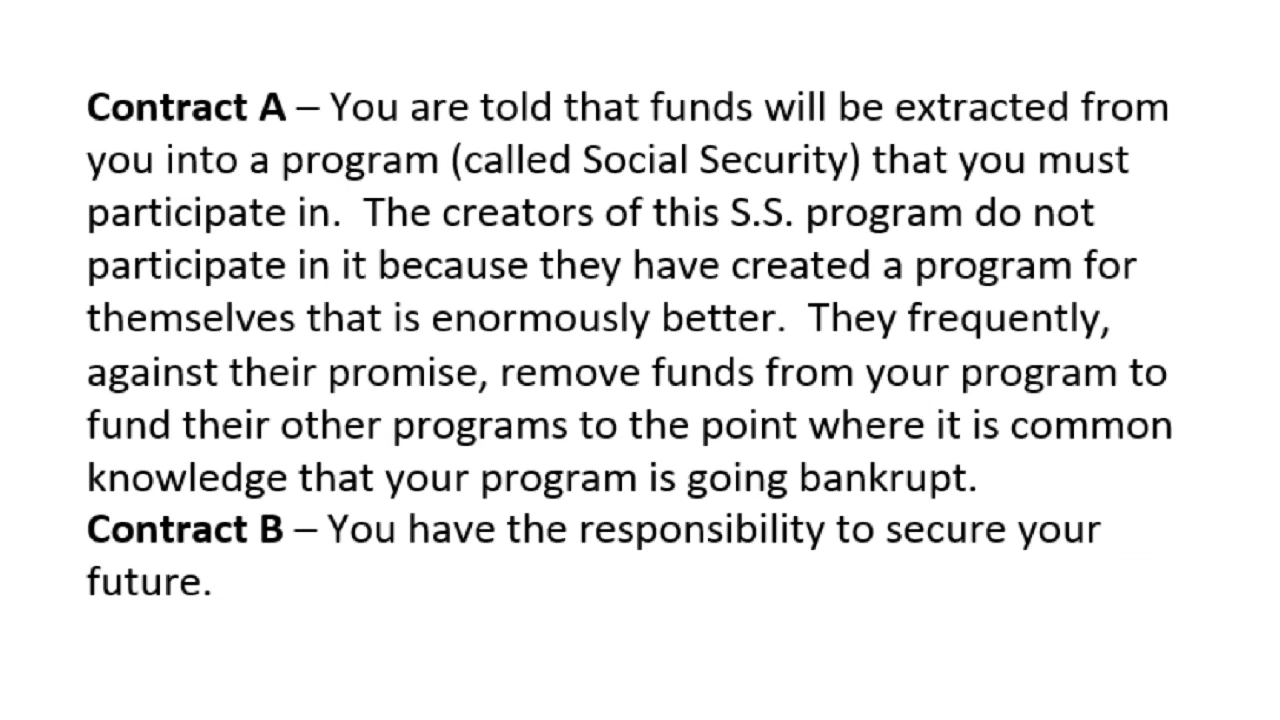 Contract A – You are told that funds will be extracted from
you into a program (called Social Security) that you must
participate in.  The creators of this S.S. program do not
participate in it because they have created a program for
themselves that is enormously better.  They frequently,
against their promise, remove funds from your program to
fund their other programs to the point where it is common
knowledge that your program is going bankrupt.
Contract B – You have the responsibility to secure your
future.